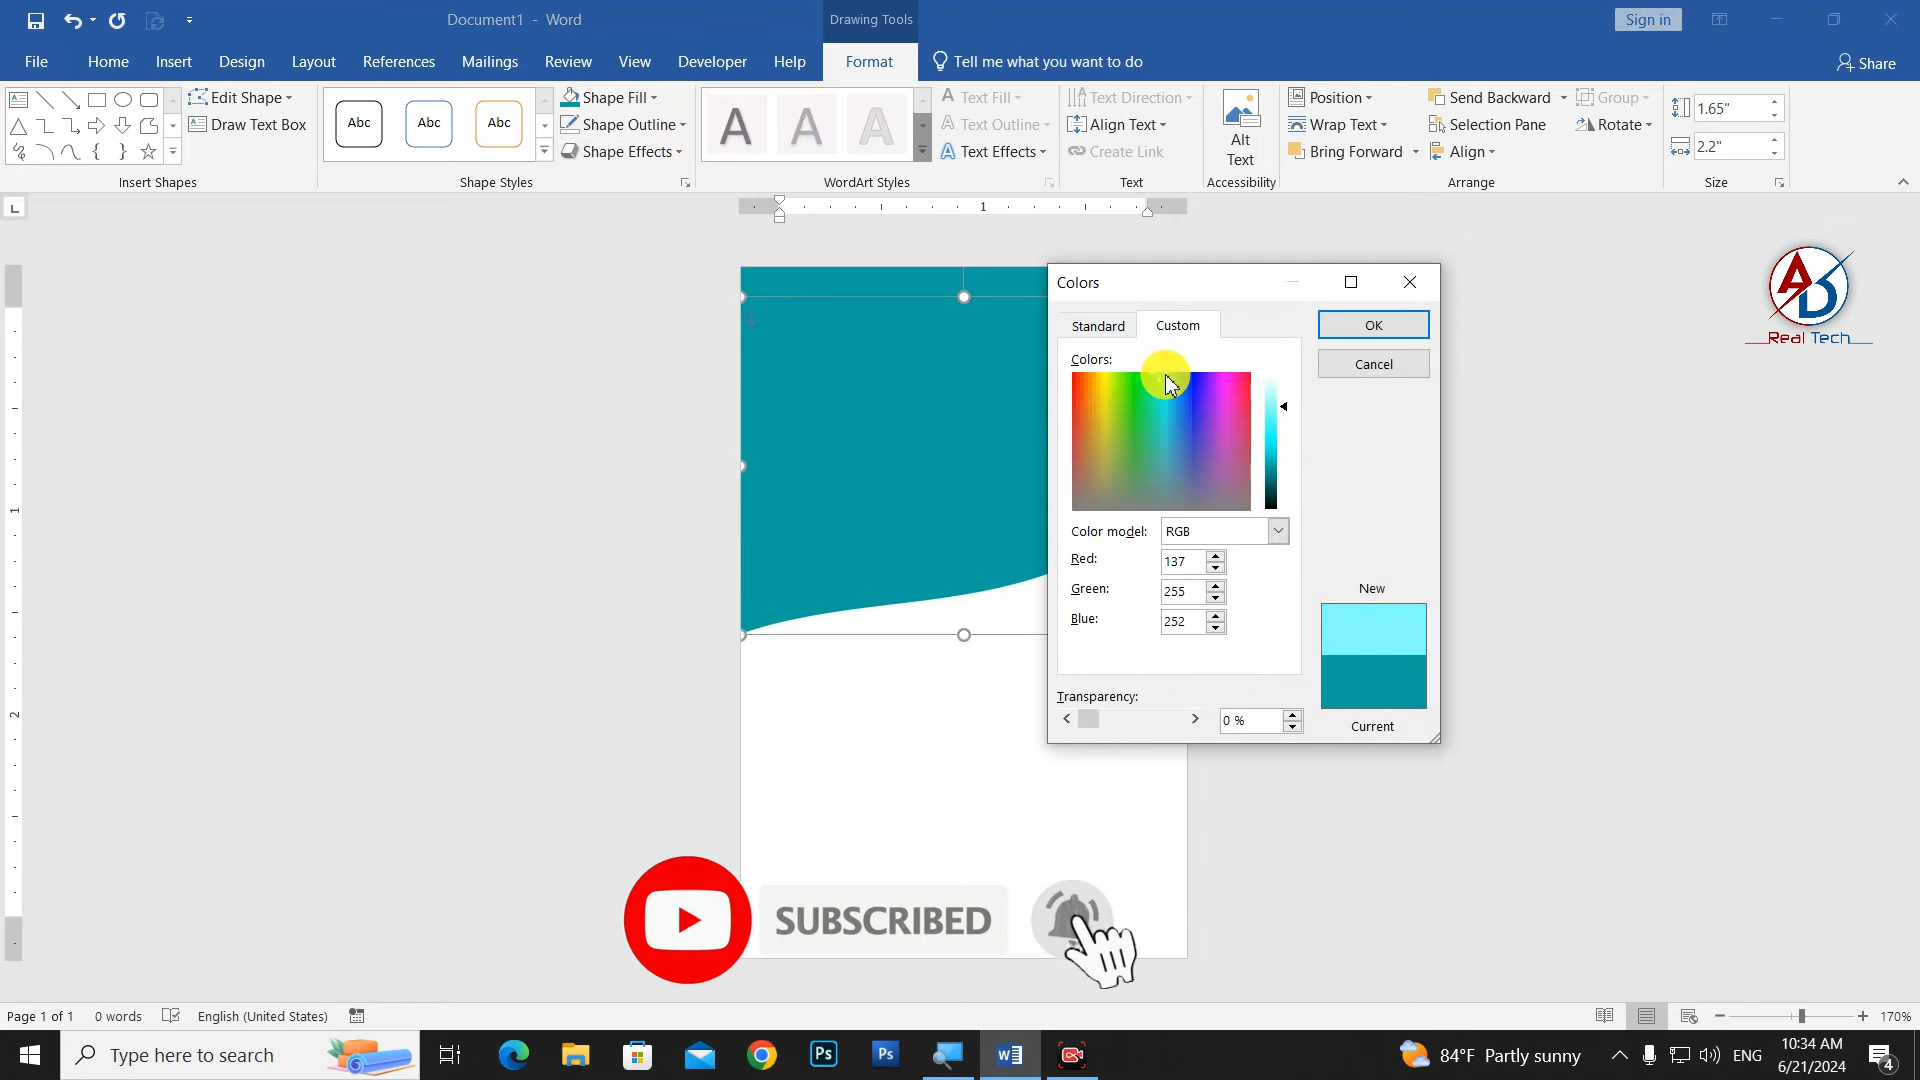 Document1 - Word
Drawing Tools
Sign in
File Home Insert Design Layout References Mailings Review View Developer Help Format Tell me what you want to do Share
Edit Shape
Draw Text Box
Insert Shapes
Abc Abc Abc
Shape Fill
Shape Outline
Shape Effects
Shape Styles
A A A
A Text Fill
A Text Outline
A Text Effects
WordArt Styles
Text Direction
Align Text
Create Link
Text
Alt
Text
Accessibility
Position
Wrap Text
Bring Forward
Send Backward
Selection Pane
Align
Group
Rotate
Arrange
1.65"
2.2"
Size
1
1
2
Colors
Standard Custom
OK
Cancel
Colors:
Color model: RGB
Red: 137
Green: 255
Blue: 252
New
Current
Transparency:
0 %
AD
Real Tech
SUBSCRIBED
Page 1 of 1 0 words English (United States) 170%
Type here to search
Ps Ps
84°F Partly sunny
ENG
10:34 AM
6/21/2024
4